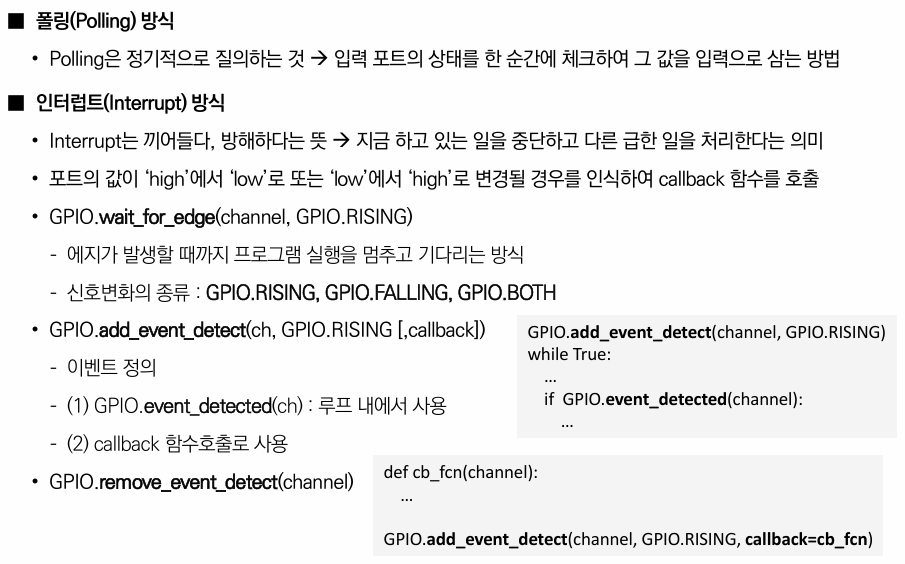 ■ 폴링(Polling) 방식
• Polling은 정기적으로 질의하는 것 → 입력 포트의 상태를 한 순간에 체크하여 그 값을 입력으로 삼는 방법
■ 인터럽트(Interrupt) 방식
• Interrupt는 끼어들다, 방해하다는 뜻 → 지금 하고 있는 일을 중단하고 다른 급한 일을 처리한다는 의미
• 포트의 값이 ‘high’에서 ‘low’로 또는 ‘low’에서 ‘high’로 변경될 경우를 인식하여 callback 함수를 호출
• GPIO.wait_for_edge(channel, GPIO.RISING)
- 에지가 발생할 때까지 프로그램 실행을 멈추고 기다리는 방식
- 신호변화의 종류 : GPIO.RISING, GPIO.FALLING, GPIO.BOTH
• GPIO.add_event_detect(ch, GPIO.RISING [,callback])
- 이벤트 정의
- (1) GPIO.event_detected(ch) : 루프 내에서 사용
- (2) callback 함수호출로 사용
• GPIO.remove_event_detect(channel)
GPIO.add_event_detect(channel, GPIO.RISING)
while True:
…
if GPIO.event_detected(channel):
…
def cb_fcn(channel):
…
GPIO.add_event_detect(channel, GPIO.RISING, callback=cb_fcn)